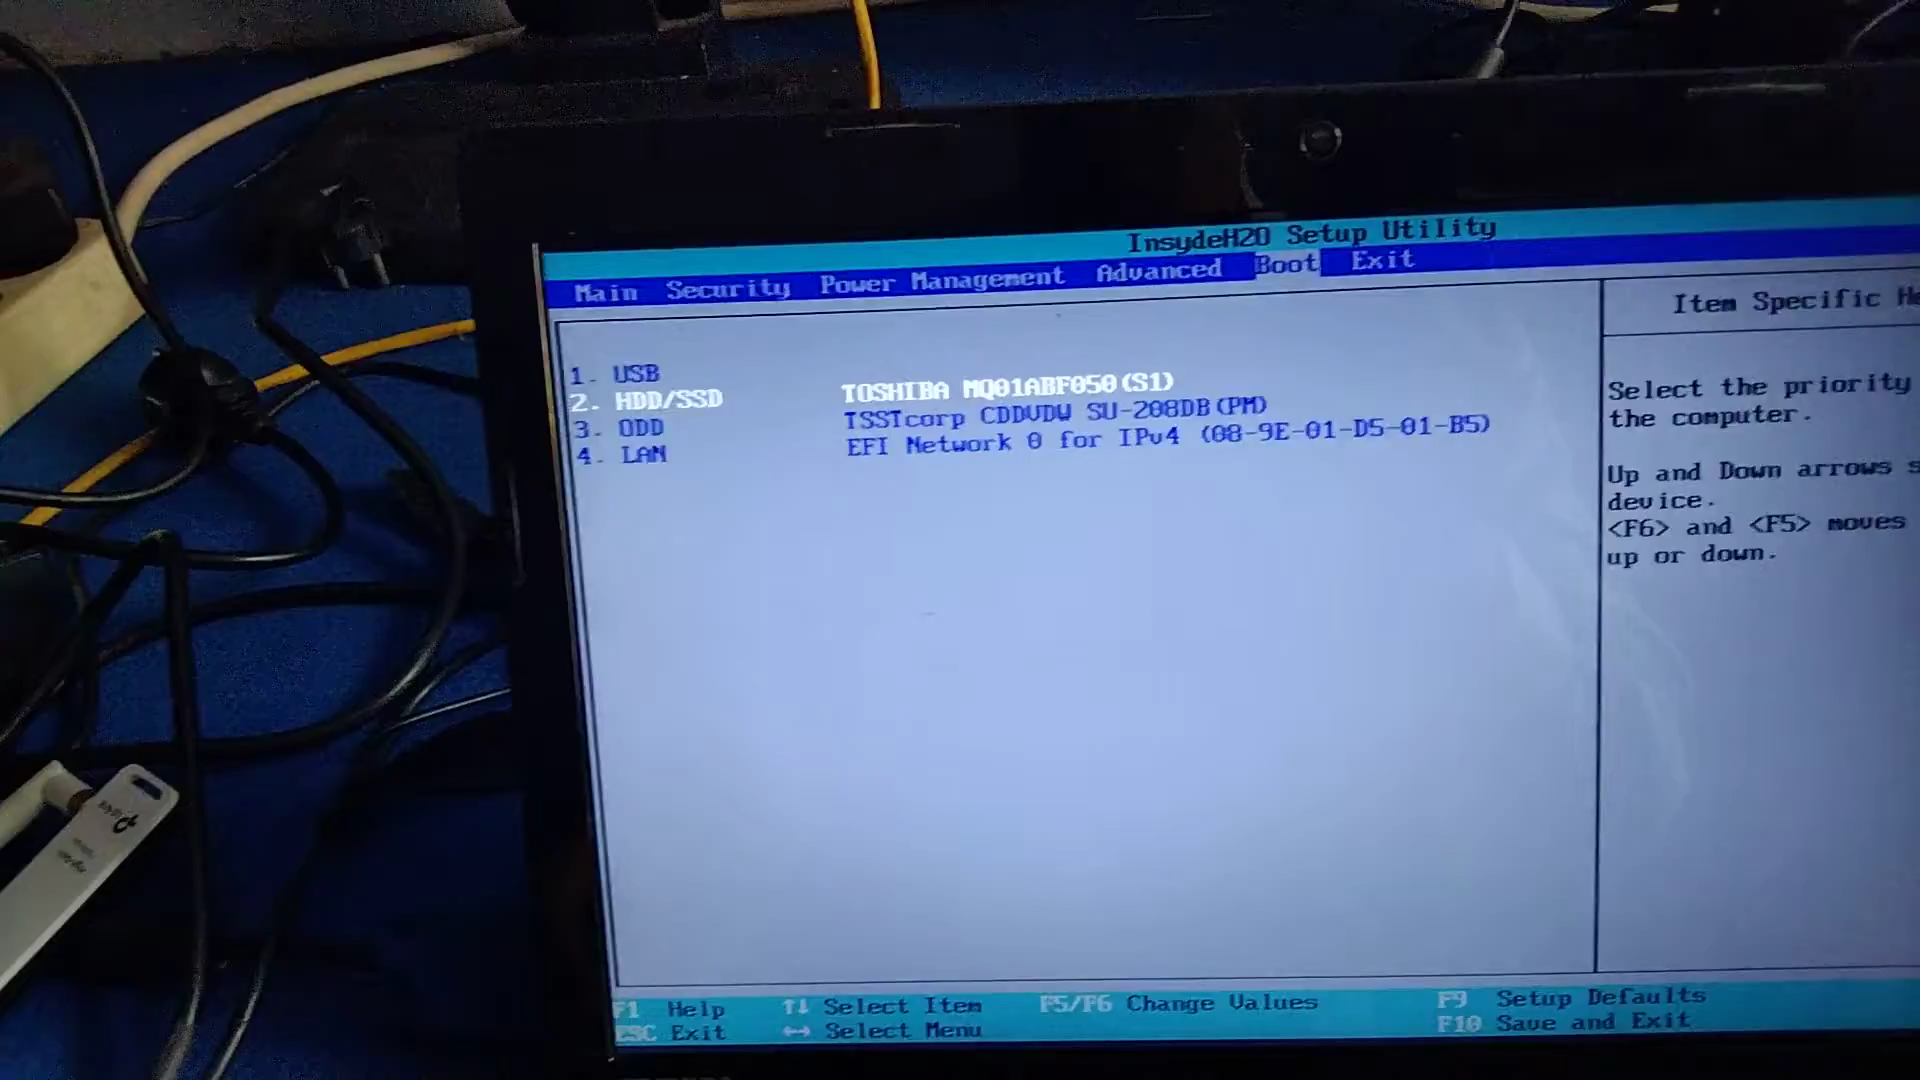 InsydeH2O Setup Utility
Main Security Power Management Advanced Boot Exit
Item Specific
1. USB
2. HDD/SSD TOSHIBA MQ01ABF050(S1)
3. ODD TSSTcorp CDDVDW SU-208DB(PM)
4. LAN EFI Network 0 for IPv4 (08-9E-01-D5-01-B5)
Select the priority
the computer.
Up and Down arrows
device.
<F6> and <F5> moves
up or down.
F1 Help ↑↓ Select Item F5/F6 Change Values F9 Setup Defaults
ESC Exit ↔ Select Menu F10 Save and Exit